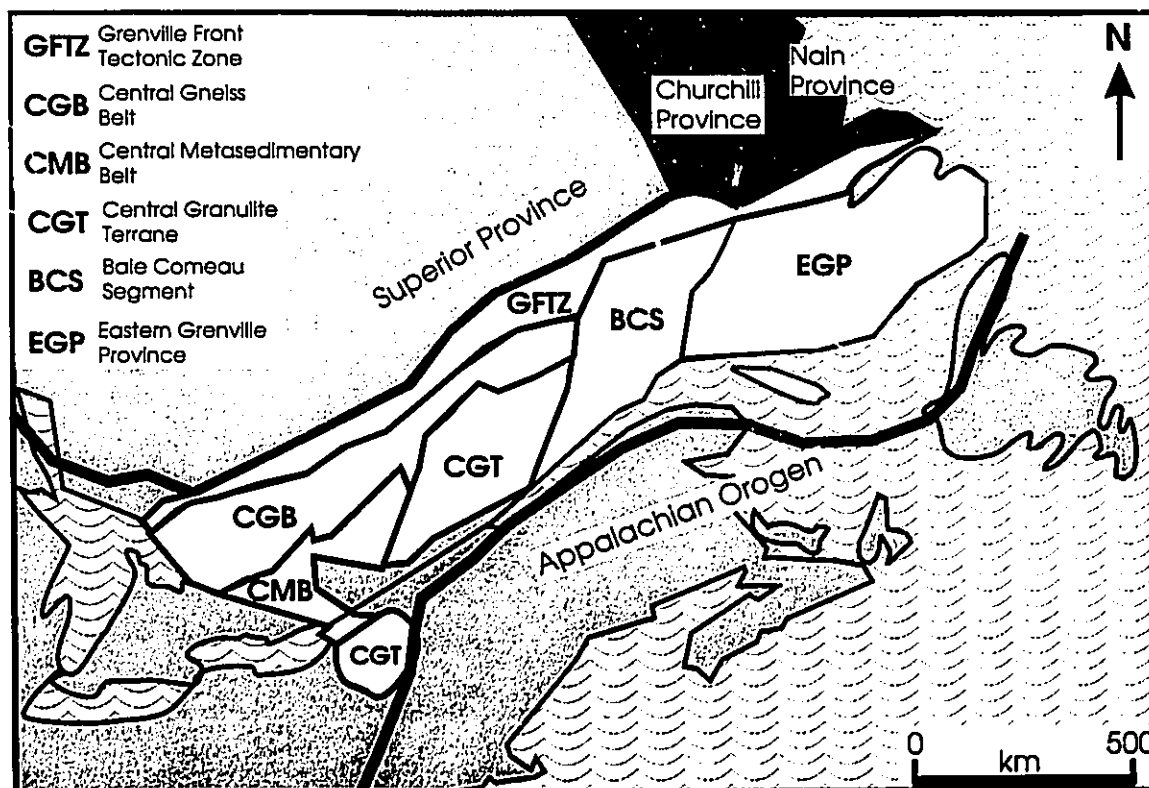 GFTZ Grenville Front
Tectonic Zone
CGB Central Gneiss
Belt
CMB Central Metasedimentary
Belt
CGT Central Granulite
Terrane
BCS Baie Comeau
Segment
EGP Eastern Grenville
Province
Nain
Province
Churchill
Province
N
Superior Province
GFTZ
BCS
EGP
CGT
CGB
CMB
CGT
Appalachian Orogen
0 500
km